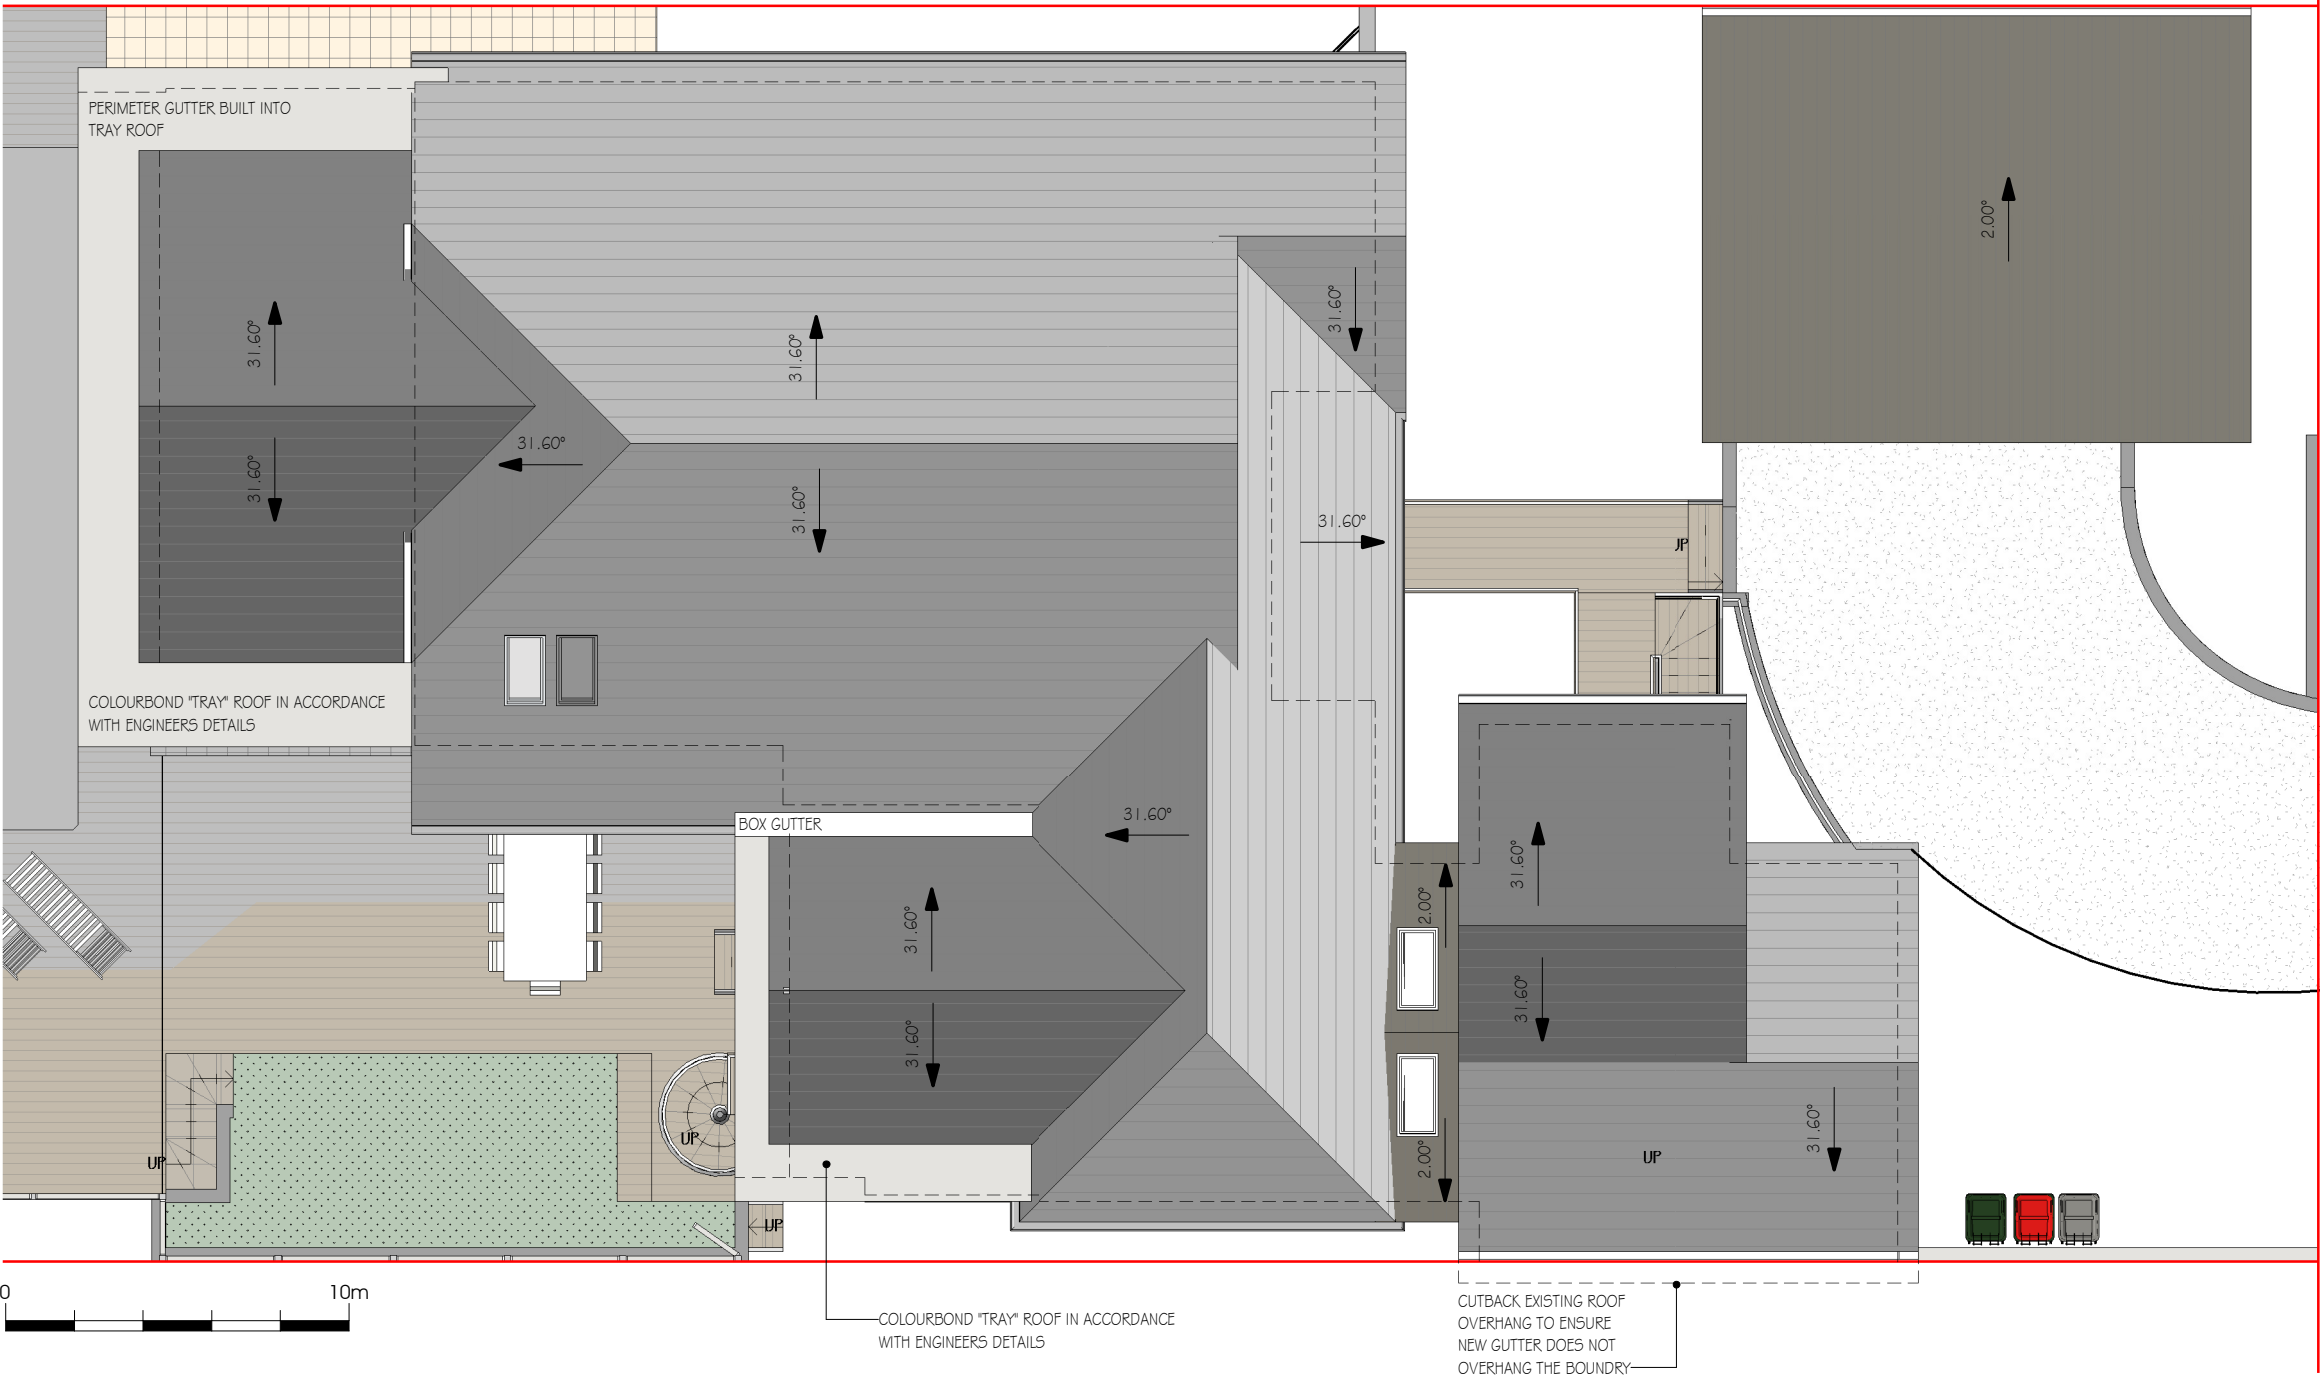 PERIMETER GUTTER BUILT INTO
TRAY ROOF
2.00°
31.60°
31.60°
31.60°
31.60°
31.60°
31.60°
31.60°
JP
COLOURBOND "TRAY" ROOF IN ACCORDANCE
WITH ENGINEERS DETAILS
BOX GUTTER
31.60°
31.60°
2.00°
31.60°
31.60°
31.60°
UP
UP
2.00°
UP
31.60°
UP
0
10m
COLOURBOND "TRAY" ROOF IN ACCORDANCE
WITH ENGINEERS DETAILS
CUTBACK EXISTING ROOF
OVERHANG TO ENSURE
NEW GUTTER DOES NOT
OVERHANG THE BOUNDRY